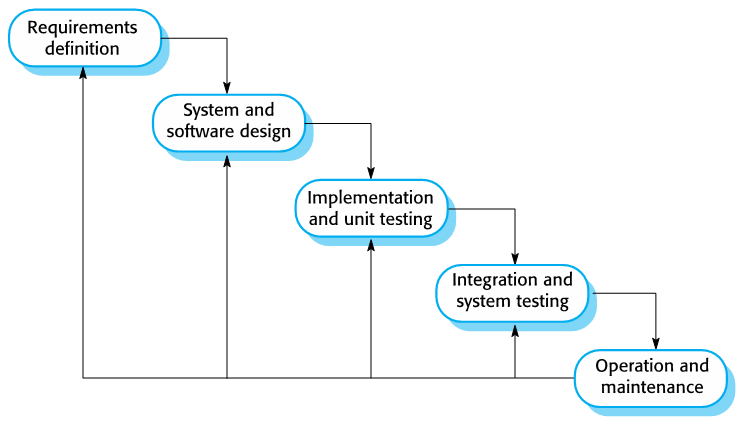 Requirements
definition
System and
software design
Implementation
and unit testing
Integration and
system testing
Operation and
maintenance